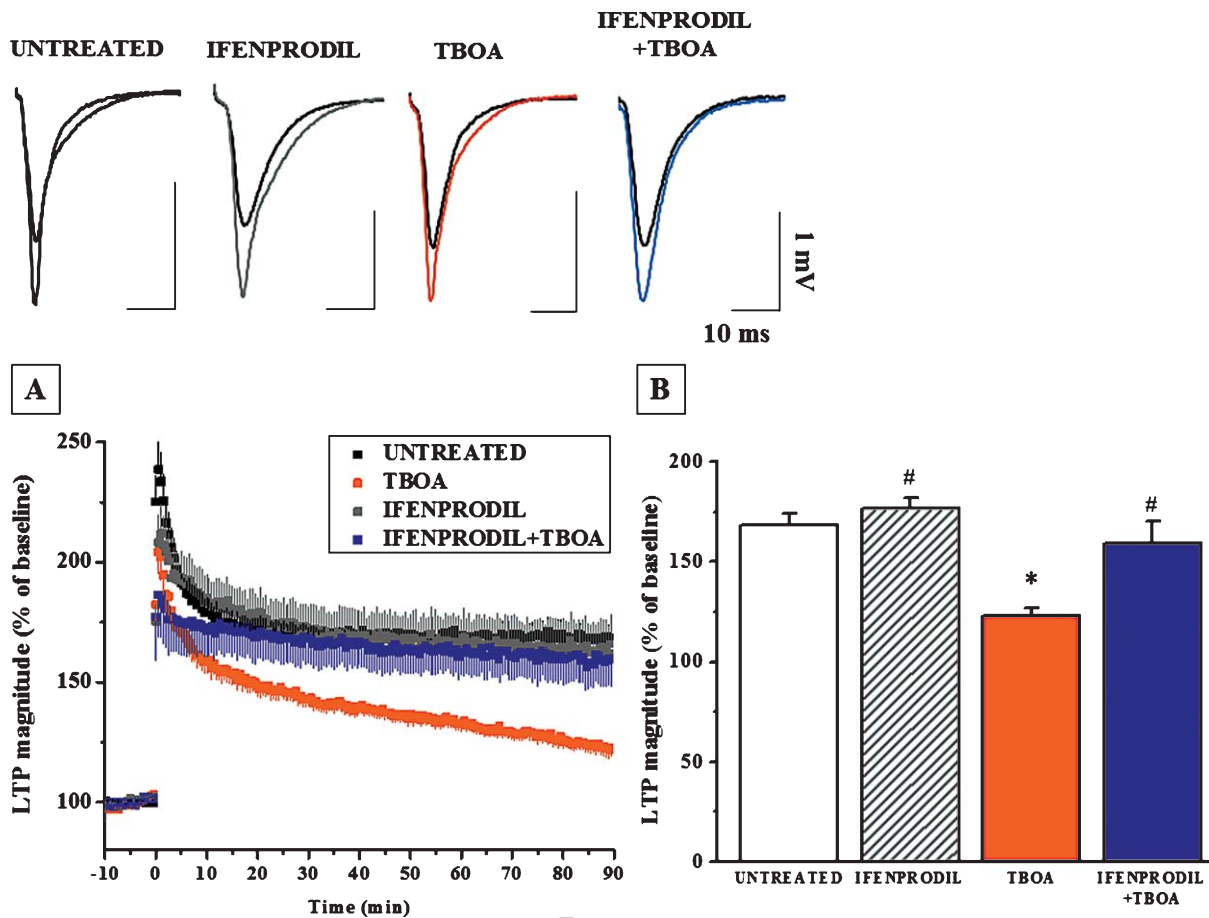 UNTREATED
IFENPRODIL
TBOA
IFENPRODIL
+TBOA
1 mV
10 ms
A
LTP magnitude (% of baseline)
250
200
150
100
UNTREATED
TBOA
IFENPRODIL
IFENPRODIL+TBOA
-10
0
10
20
30
40
50
60
70
80
90
Time (min)
B
LTP magnitude (% of baseline)
200
150
100
50
0
#
*
#
UNTREATED
IFENPRODIL
TBOA
IFENPRODIL
+TBOA